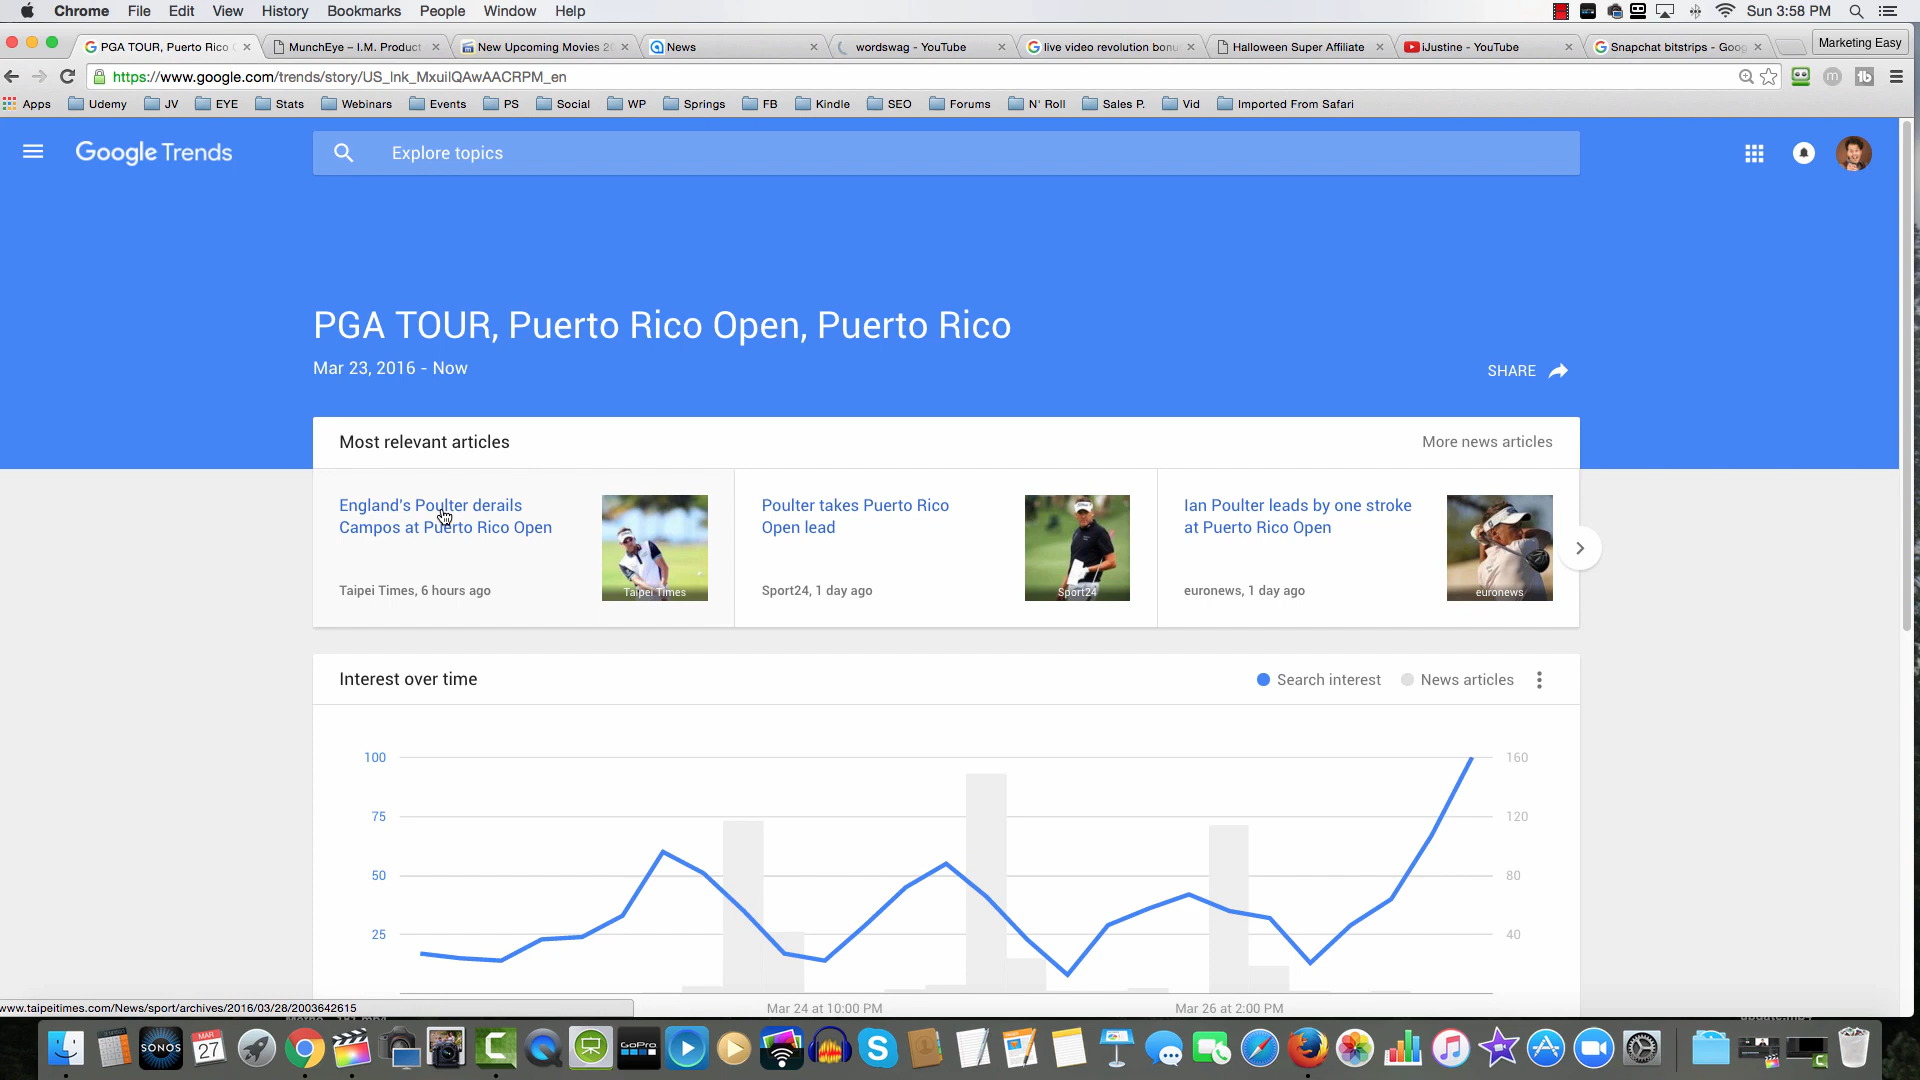 Chrome File Edit View History Bookmarks People Window Help Sun 3:58 PM
PGA TOUR, Puerto Rico MunchEye – I.M. Product New Upcoming Movies 20 News wordswag - YouTube live video revolution bonu Halloween Super Affiliate iJustine - YouTube Snapchat bitstrips - Goog Marketing Easy
https://www.google.com/trends/story/US_lnk_MxuilQAwAACRPM_en
Apps Udemy JV EYE Stats Webinars Events PS Social WP Springs FB Kindle SEO Forums N' Roll Sales P. Vid Imported From Safari
Google Trends Explore topics
PGA TOUR, Puerto Rico Open, Puerto Rico
Mar 23, 2016 - Now
SHARE
Most relevant articles More news articles
England's Poulter derails
Campos at Puerto Rico Open
Taipei Times, 6 hours ago
Taipei Times
Poulter takes Puerto Rico
Open lead
Sport24, 1 day ago
Sport24
Ian Poulter leads by one stroke
at Puerto Rico Open
euronews, 1 day ago
euronews
Interest over time Search interest News articles
100 160
75 120
50 80
25 40
Mar 24 at 10:00 PM Mar 26 at 2:00 PM
www.taipeitimes.com/News/sport/archives/2016/03/28/2003642615
SONOS
MAR
27
GoPro